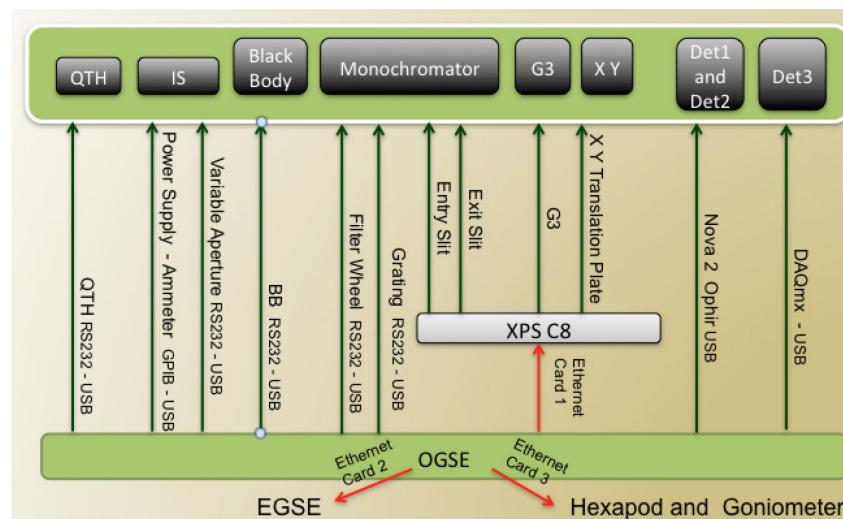 QTH
IS
Black
Body
Monochromator
G3
X Y
Det1
and
Det2
Det3
QTH RS232 - USB
Power Supply - Ammeter GPIB - USB
Variable Aperture RS232 - USB
BB RS232 - USB
Filter Wheel RS232 - USB
Grating RS232 - USB
Entry Slit
Exit Slit
G3
X Y Translation Plate
Nova 2 Ophir USB
DAQmx - USB
XPS C8
Ethernet
Card 1
Ethernet
Card 2
OGSE
Ethernet
Card 3
EGSE
Hexapod and Goniometer